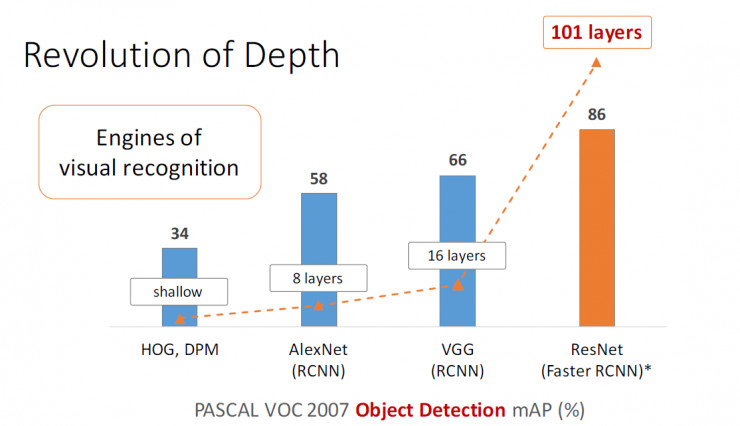 Revolution of Depth
101 layers
Engines of
visual recognition
34
58
66
86
shallow
8 layers
16 layers
HOG, DPM
AlexNet
(RCNN)
VGG
(RCNN)
ResNet
(Faster RCNN)*
PASCAL VOC 2007 Object Detection mAP (%)